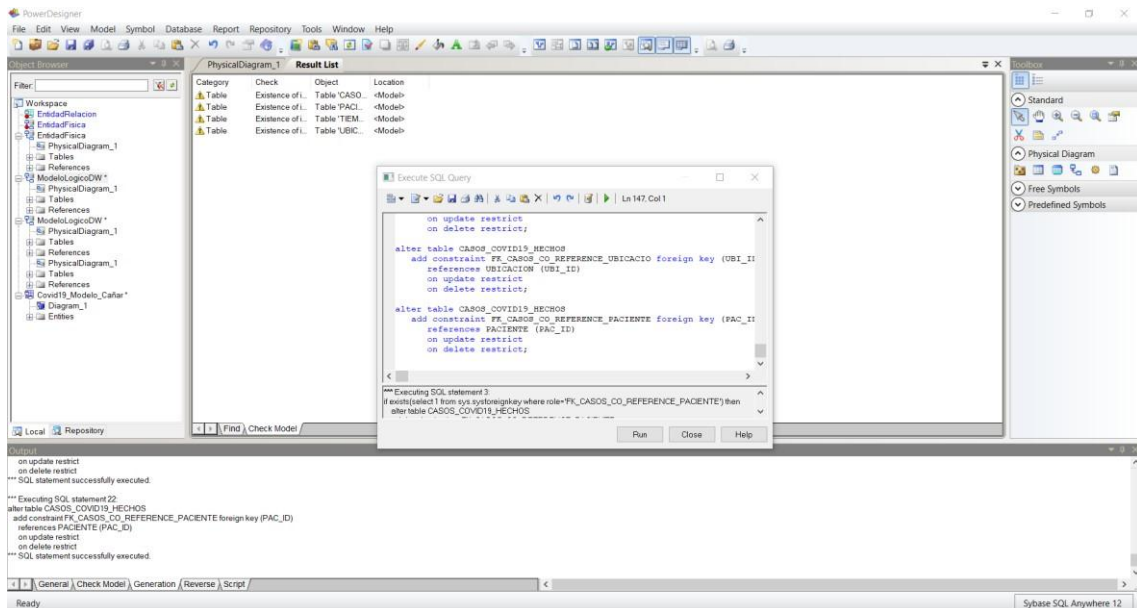 PowerDesigner
File Edit View Model Symbol Database Report Repository Tools Window Help
Object Browser
Filter:
Workspace
EntidadRelacion
EntidadFisica
EntidadFisica
PhysicalDiagram_1
Tables
References
ModeloLogicoDW *
PhysicalDiagram_1
Tables
References
ModeloLogicoDW *
PhysicalDiagram_1
Tables
References
PhysicalDiagram_1
Tables
References
Covid19_Modelo_Cañar *
Diagram_1
Entities
Local Repository
PhysicalDiagram_1 Result List
Category Check Object Location
Table Existence of i... Table 'CASO... <Model>
Table Existence of i... Table 'PACI... <Model>
Table Existence of i... Table 'TIEM... <Model>
Table Existence of i... Table 'UBIC... <Model>
Find Check Model
Execute SQL Query
Ln 147, Col 1
on update restrict
on delete restrict;
alter table CASOS_COVID19_HECHOS
add constraint FK_CASOS_CO_REFERENCE_UBICACIO foreign key (UBI_ID
references UBICACION (UBI_ID)
on update restrict
on delete restrict;
alter table CASOS_COVID19_HECHOS
add constraint FK_CASOS_CO_REFERENCE_PACIENTE foreign key (PAC_ID
references PACIENTE (PAC_ID)
on update restrict
on delete restrict;
*** Executing SQL statement 3:
if exists(select 1 from sys.sysforeignkey where role='FK_CASOS_CO_REFERENCE_PACIENTE') then
alter table CASOS_COVID19_HECHOS
Run Close Help
Toolbox
Standard
Physical Diagram
Free Symbols
Predefined Symbols
Output
on update restrict
on delete restrict
*** SQL statement successfully executed.
*** Executing SQL statement 22:
alter table CASOS_COVID19_HECHOS
add constraint FK_CASOS_CO_REFERENCE_PACIENTE foreign key (PAC_ID)
references PACIENTE (PAC_ID)
on update restrict
on delete restrict
*** SQL statement successfully executed.
General Check Model Generation Reverse Script
Ready
Sybase SQL Anywhere 12